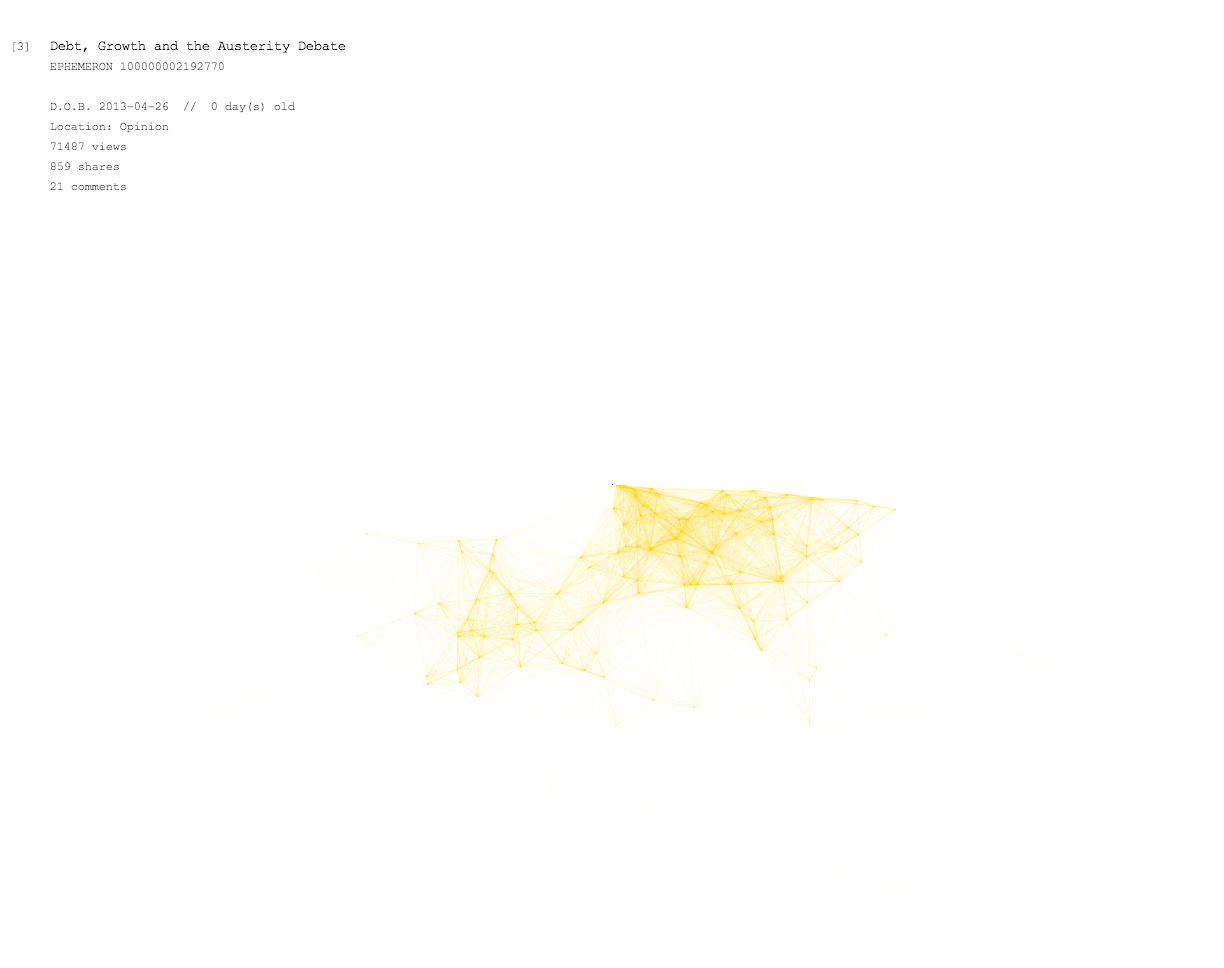 [3] Debt, Growth and the Austerity Debate
EPHEMERON 100000002192770
D.O.B. 2013-04-26 // 0 day(s) old
Location: Opinion
71487 views
859 shares
21 comments